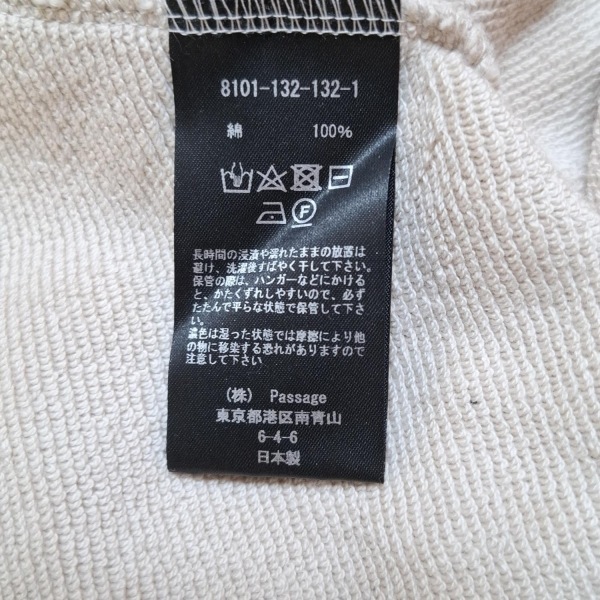 8101-132-132-1
綿 100%
F
長時間の浸漬や濡れたままの放置は
避け、洗濯後すばやく干して下さい。
保管の際は、ハンガーなどにかける
と、かたくずれしやすいので、必ず
たたんで平らな状態で保管して下さ
い。
濃色は湿った状態では摩擦により他
の物に移染する恐れがありますので
注意して下さい
(株) Passage
東京都港区南青山
6-4-6
日本製